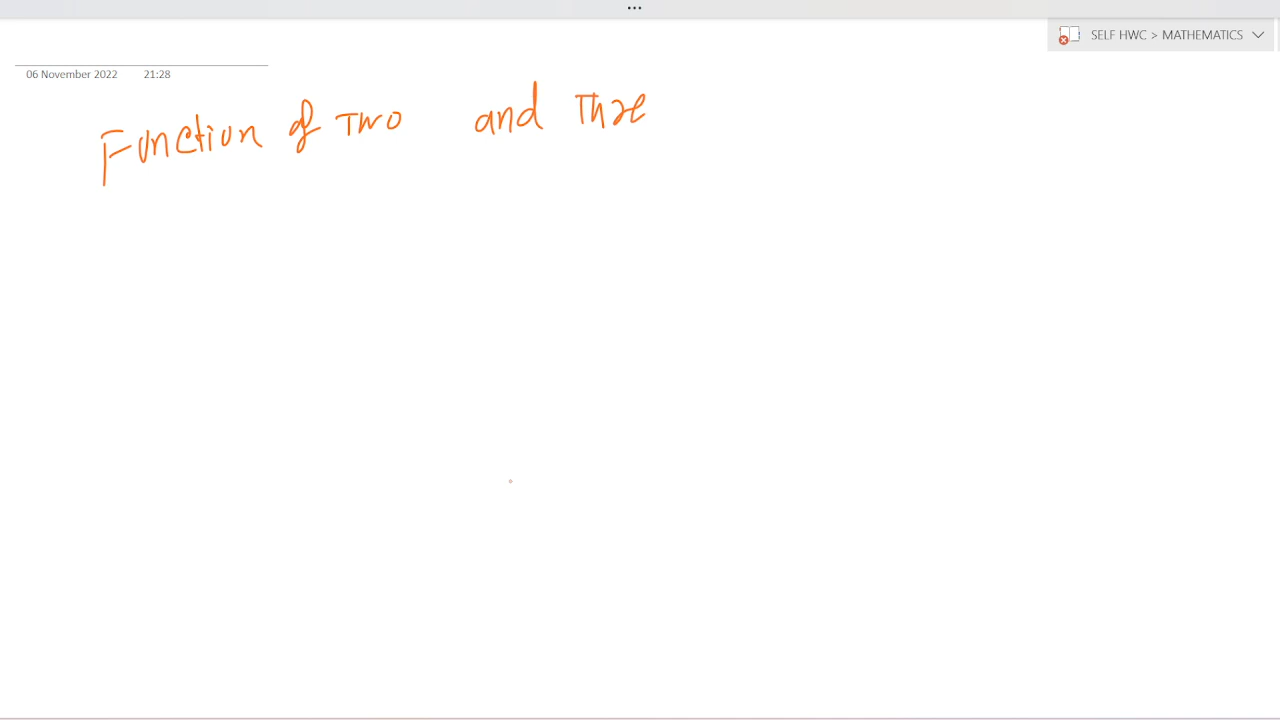 ...
SELF HWC > MATHEMATICS
06 November 2022 21:28
Function of Two and Thre